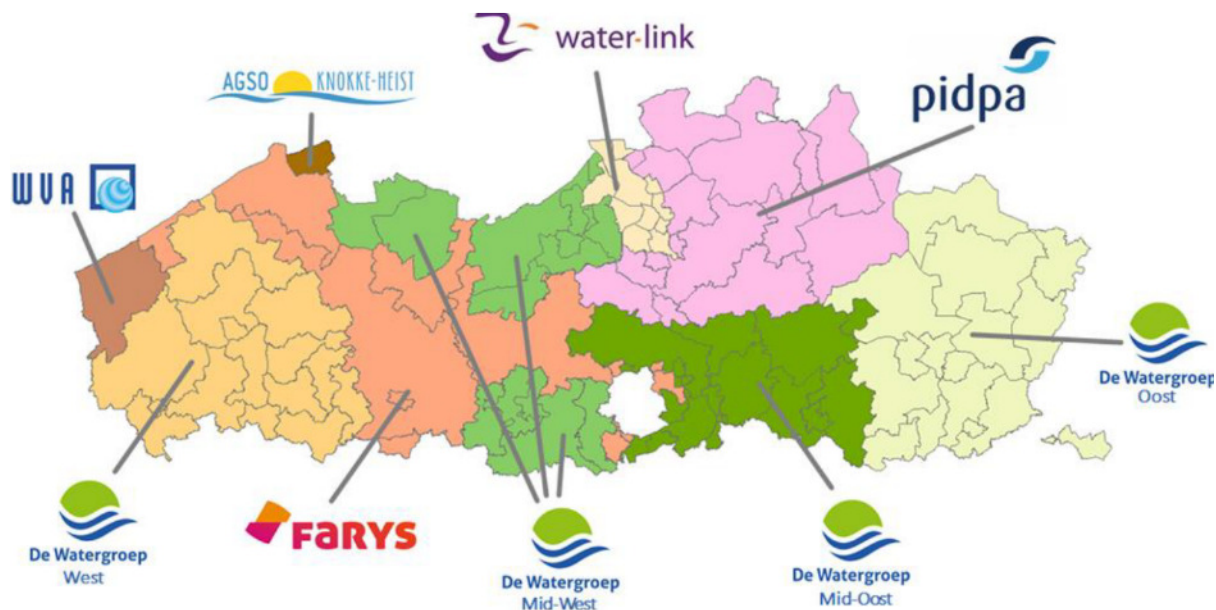 water-link
AGSO KNOKKE-HEIST
pidpa
WVA
De Watergroep
Oost
De Watergroep
West
FARYS
De Watergroep
Mid-West
De Watergroep
Mid-Oost